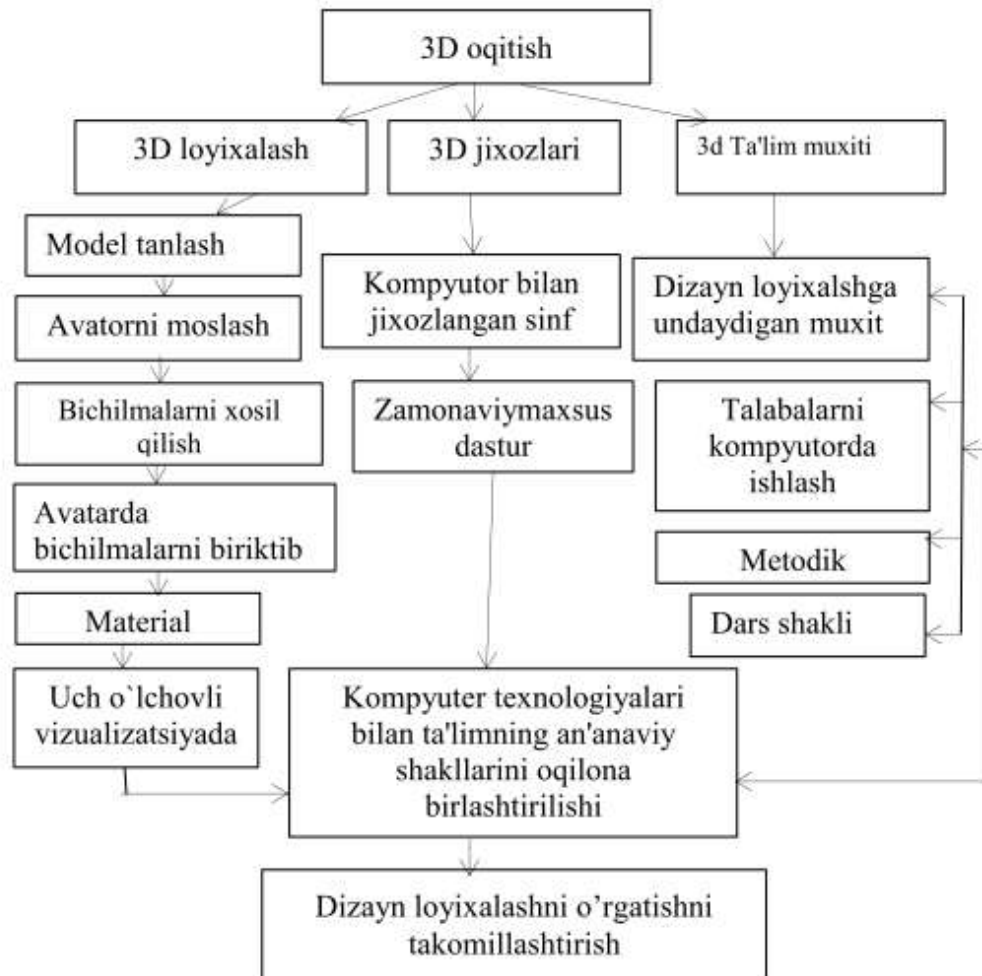 3D oqitish
3D loyixalash
3D jixozlari
3d Ta'lim muxiti
Model tanlash
Avatorni moslash
Bichilmalarni xosil
qilish
Avatarda
bichilmalarni biriktib
Material
Uch o`lchovli
vizualizatsiyada
Kompyutor bilan
jixozlangan sinf
Zamonaviymaxsus
dastur
Dizayn loyixalshga
undaydigan muxit
Talabalarni
kompyutorda
ishlash
Metodik
Dars shakli
Kompyuter texnologiyalari
bilan ta'limning an'anaviy
shakllarini oqilona
birlashtirilishi
Dizayn loyixalashni o’rgatishni
takomillashtirish